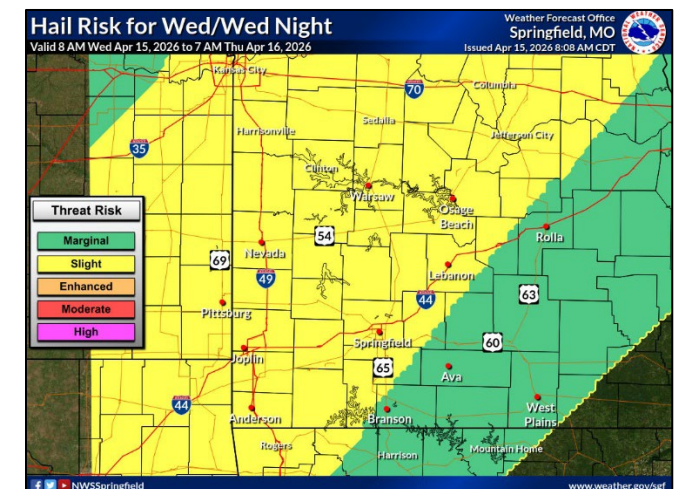 Hail Risk for Wed/Wed Night
Valid 8 AM Wed Apr 15, 2026 to 7 AM Thu Apr 16, 2026
Weather Forecast Office
Springfield, MO
Issued Apr 15, 2026 8:08 AM CDT
NATIONAL WEATHER SERVICE
Kansas City
70
Columbia
Harrisonville
Sedalia
Jefferson City
35
Clinton
Warsaw
Osage
Beach
Threat Risk
Marginal
Slight
Enhanced
Moderate
High
54
Rolla
69
Nevada
49
Lebanon
63
44
Pittsburg
Springfield
60
Joplin
65
Ava
44
Anderson
Branson
West
Plains
Rogers
Harrison
Mountain Home
NWSSpringfield
www.weather.gov/sgf